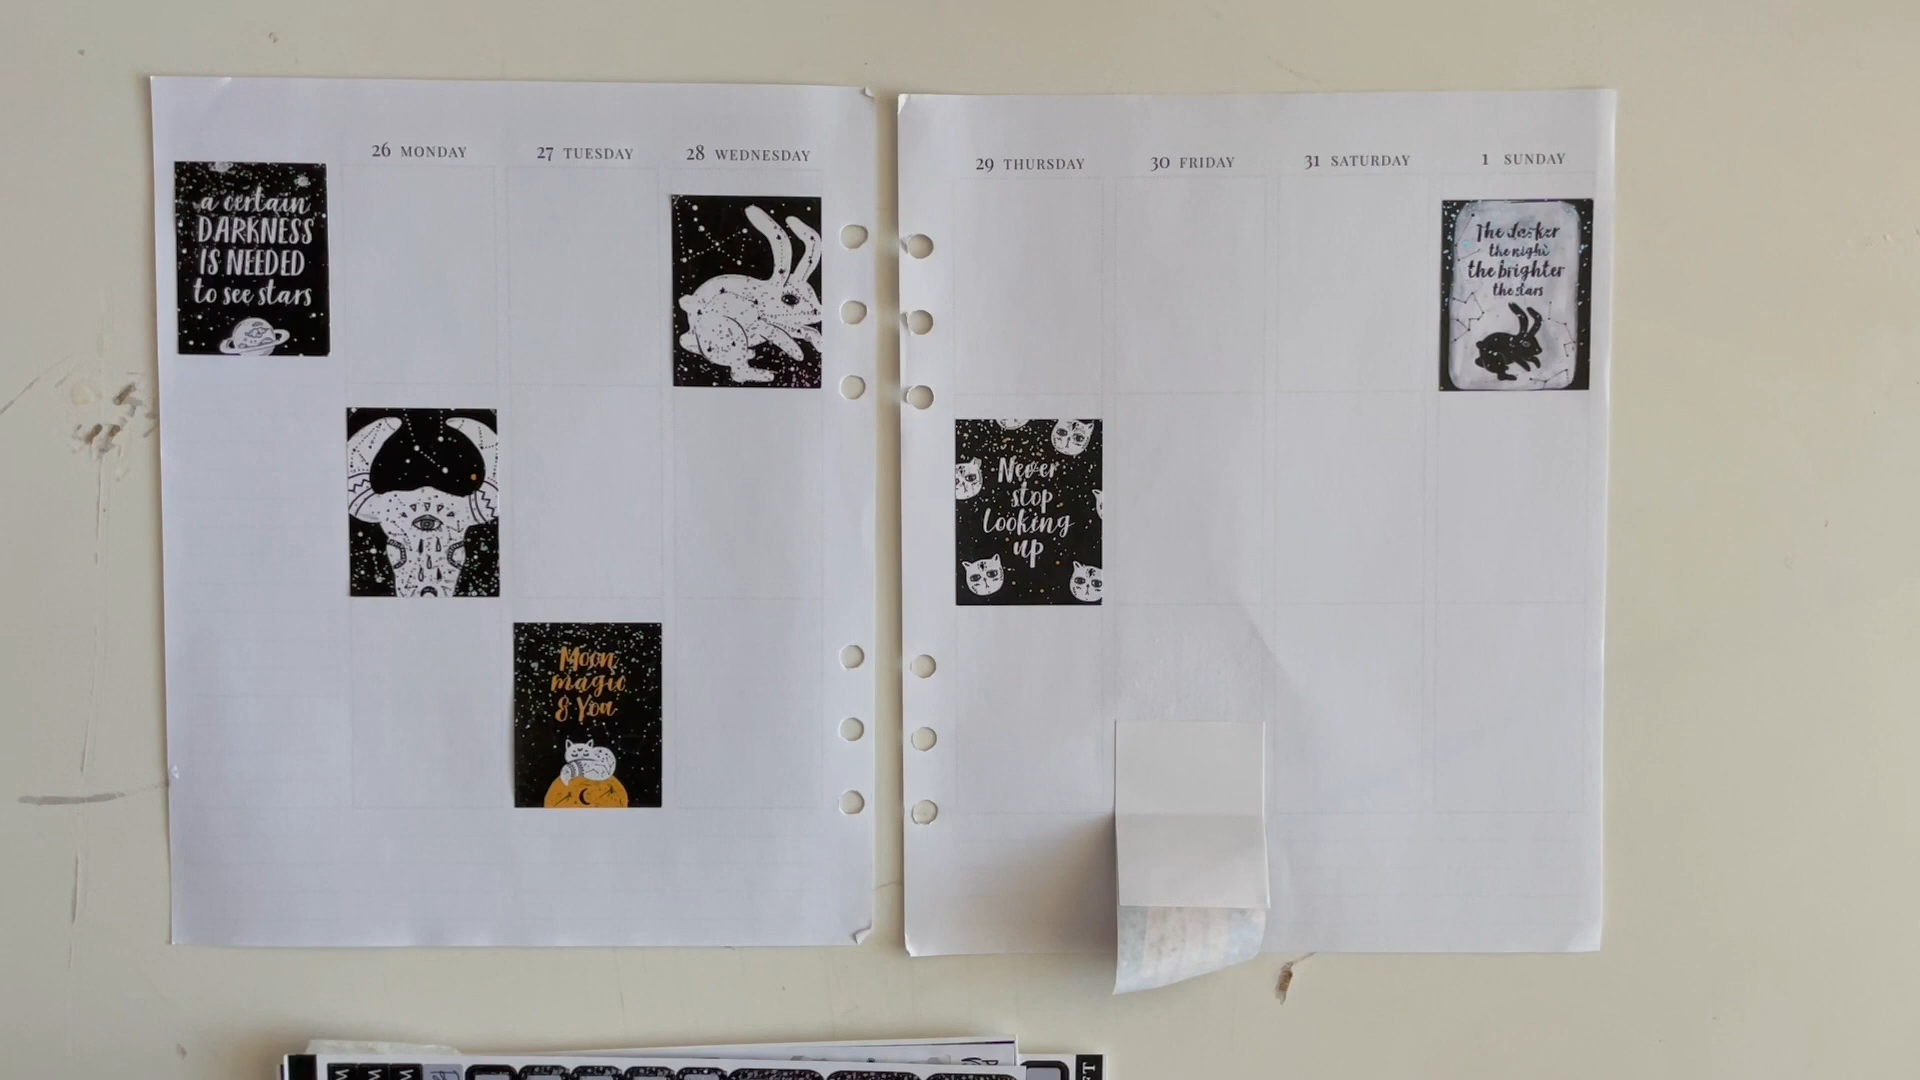 26 MONDAY
27 TUESDAY
28 WEDNESDAY
29 THURSDAY
30 FRIDAY
31 SATURDAY
1 SUNDAY
a certain
DARKNESS
IS NEEDED
to see stars
Moon
magic
& You
Never
stop
looking
up
The darker
the night
the brighter
the stars